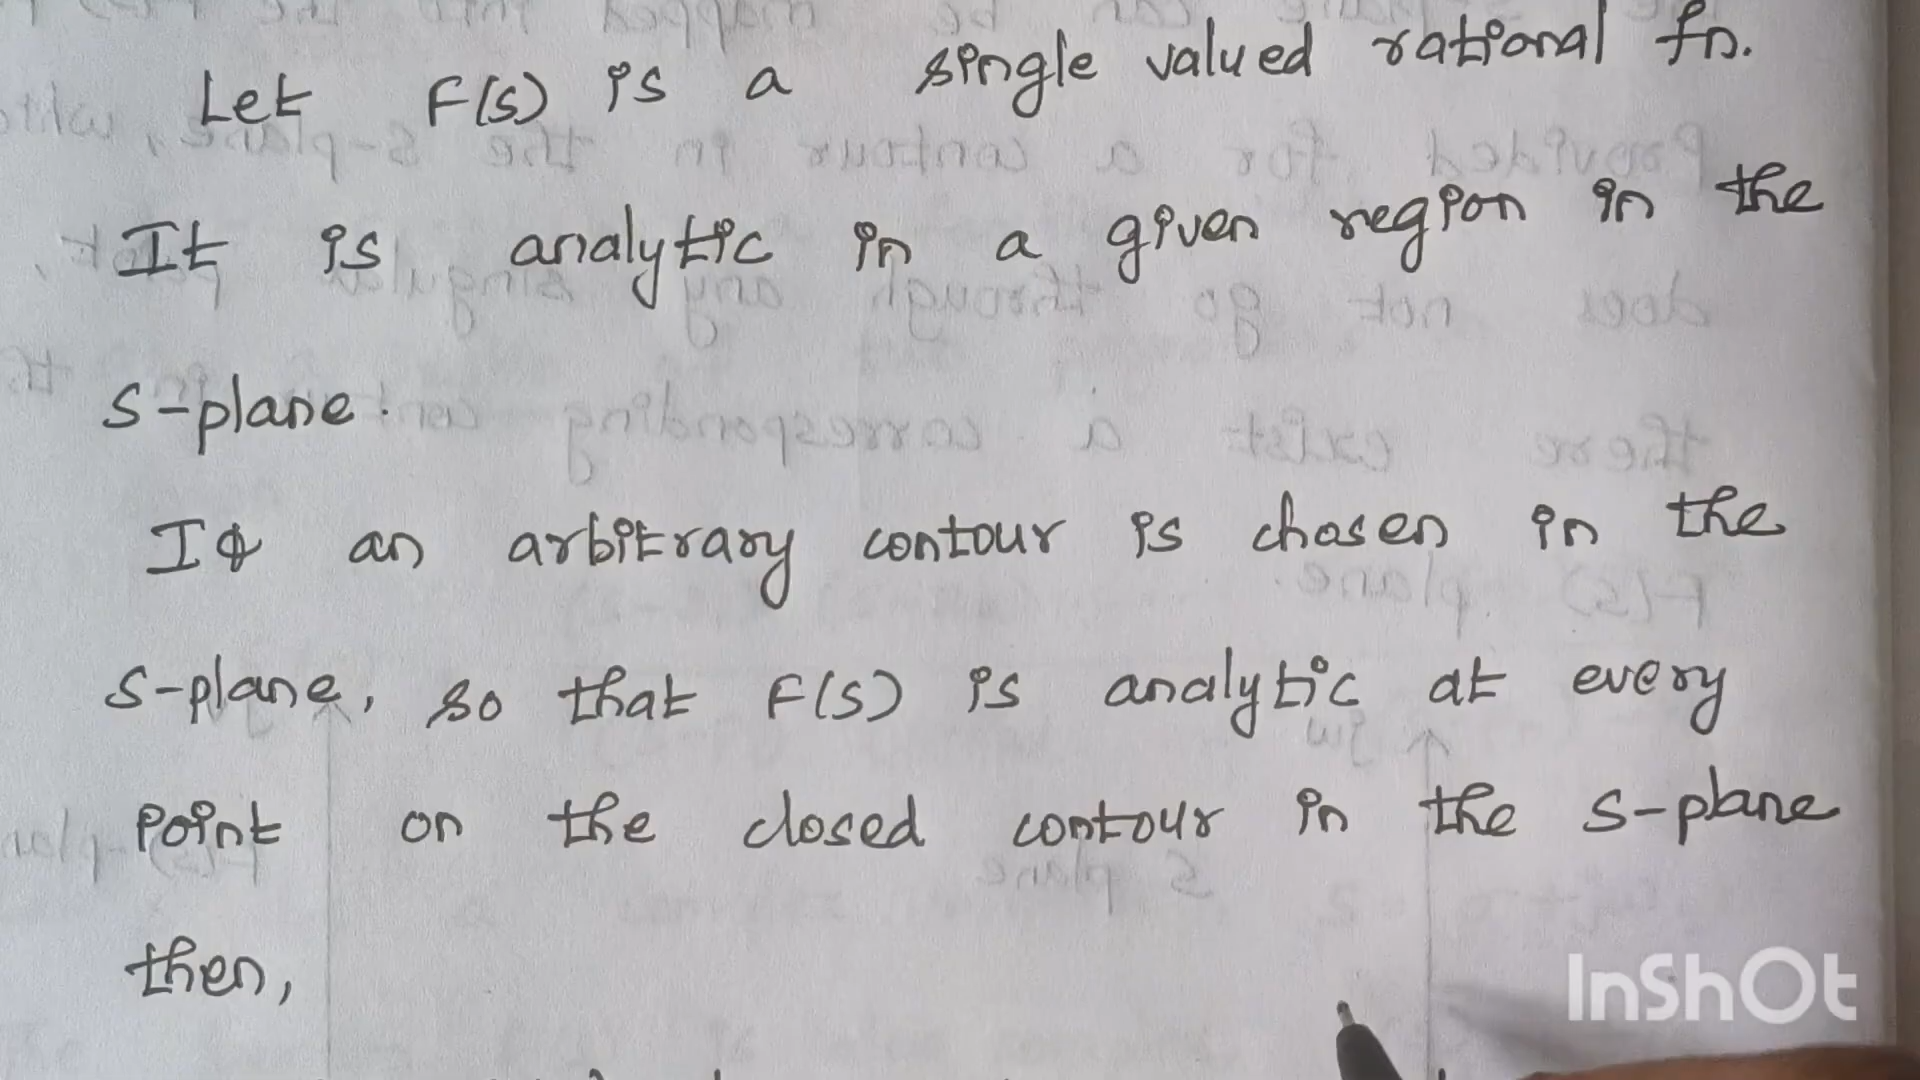 Let F(s) is a single valued rational fn.
It is analytic in a given region in the
s-plane.
If an arbitrary contour is chosen in the
s-plane, so that F(s) is analytic at every
point on the closed contour in the s-plane
then,
InShOt